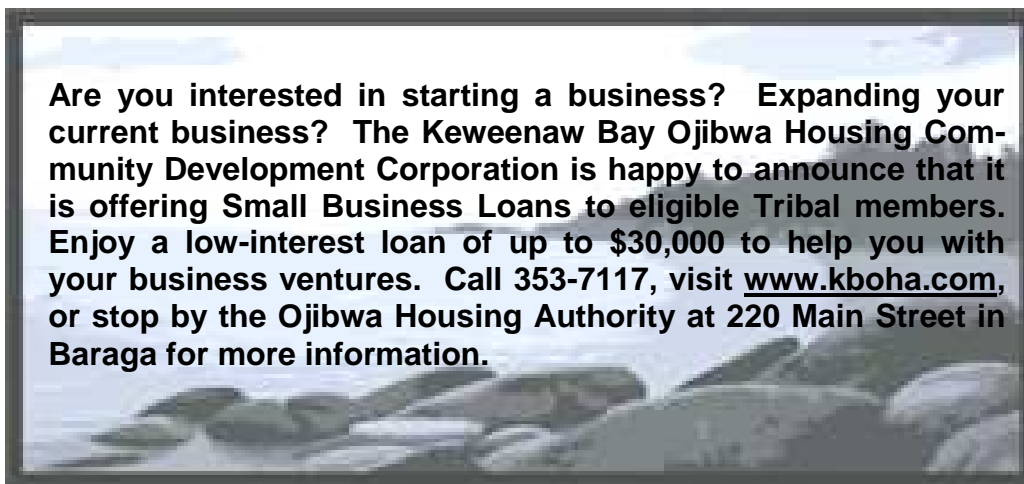 Are you interested in starting a business? Expanding your
current business? The Keweenaw Bay Ojibwa Housing Com-
munity Development Corporation is happy to announce that it
is offering Small Business Loans to eligible Tribal members.
Enjoy a low-interest loan of up to $30,000 to help you with
your business ventures. Call 353-7117, visit www.kboha.com,
or stop by the Ojibwa Housing Authority at 220 Main Street in
Baraga for more information.